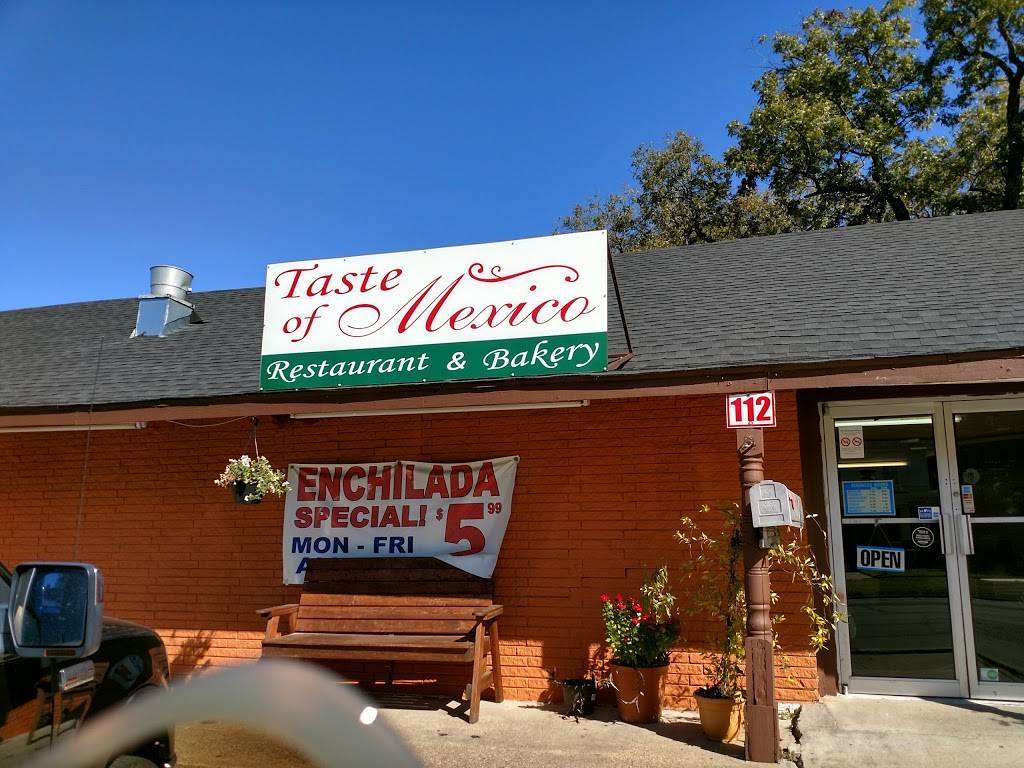 Taste
of Mexico
Restaurant & Bakery
112
ENCHILADA
SPECIAL! $5 99
MON - FRI
OPEN